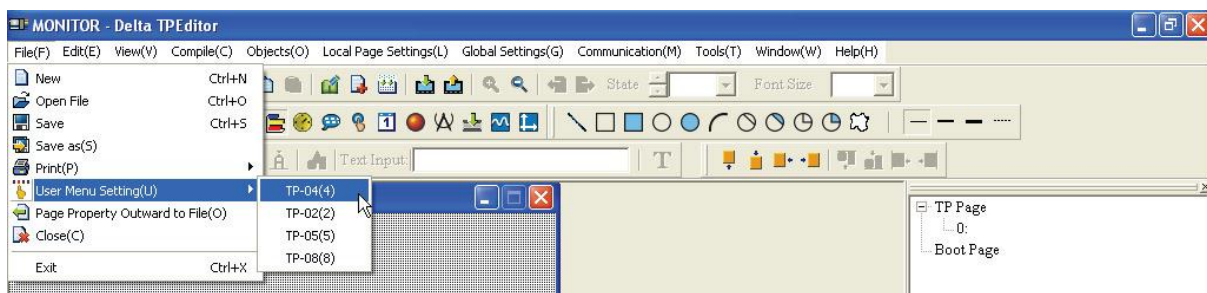 MONITOR - Delta TPEditor
File(F) Edit(E) View(V) Compile(C) Objects(O) Local Page Settings(L) Global Settings(G) Communication(M) Tools(T) Window(W) Help(H)
New Ctrl+N
State Font Size
Open File Ctrl+O
Save Ctrl+S
Save as(S)
Print(P)
Text Input:
User Menu Setting(U)
TP-04(4)
Page Property Outward to File(O)
TP-02(2)
Close(C)
TP-05(5)
TP-08(8)
Exit Ctrl+X
TP Page
0:
Boot Page